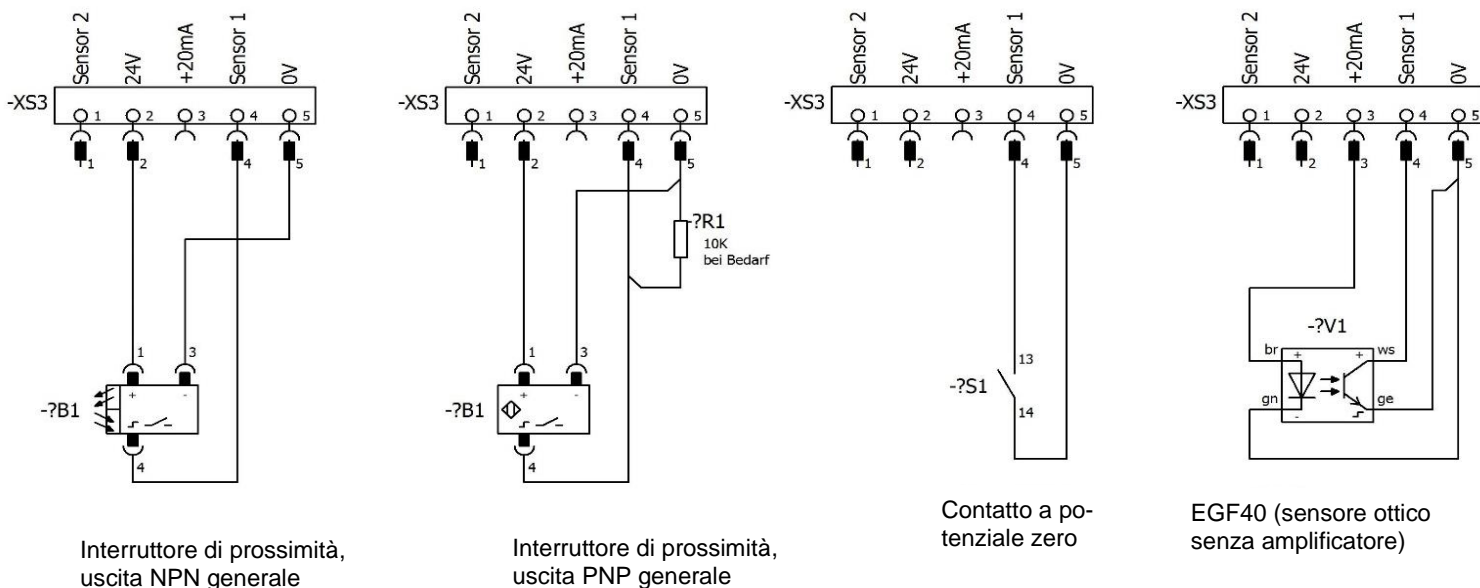 Sensor 2
24V
+20mA
Sensor 1
0V
-XS3
1
2
3
4
5
1
2
4
5
1
3
+
-
-?B1
4
Interruttore di prossimità,
uscita NPN generale
Sensor 2
24V
+20mA
Sensor 1
0V
-XS3
1
2
3
4
5
1
2
4
5
-?R1
10K
bei Bedarf
1
3
+
-
-?B1
4
Interruttore di prossimità,
uscita PNP generale
Sensor 2
24V
+20mA
Sensor 1
0V
-XS3
1
2
3
4
5
1
2
4
5
13
-?S1
14
Contatto a po-
tenziale zero
Sensor 2
24V
+20mA
Sensor 1
0V
-XS3
1
2
3
4
5
1
2
3
4
5
-?V1
br
+
+
ws
gn
ge
-
EGF40 (sensore ottico
senza amplificatore)